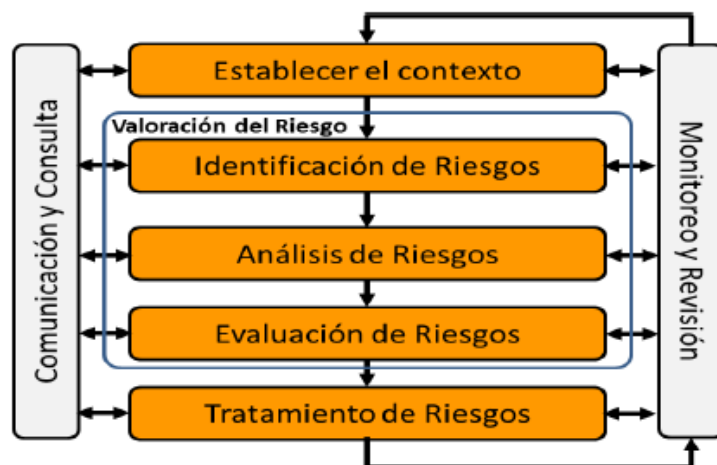 Establecer el contexto
Valoración del Riesgo
Identificación de Riesgos
Análisis de Riesgos
Evaluación de Riesgos
Tratamiento de Riesgos
Comunicación y Consulta
Monitoreo y Revisión